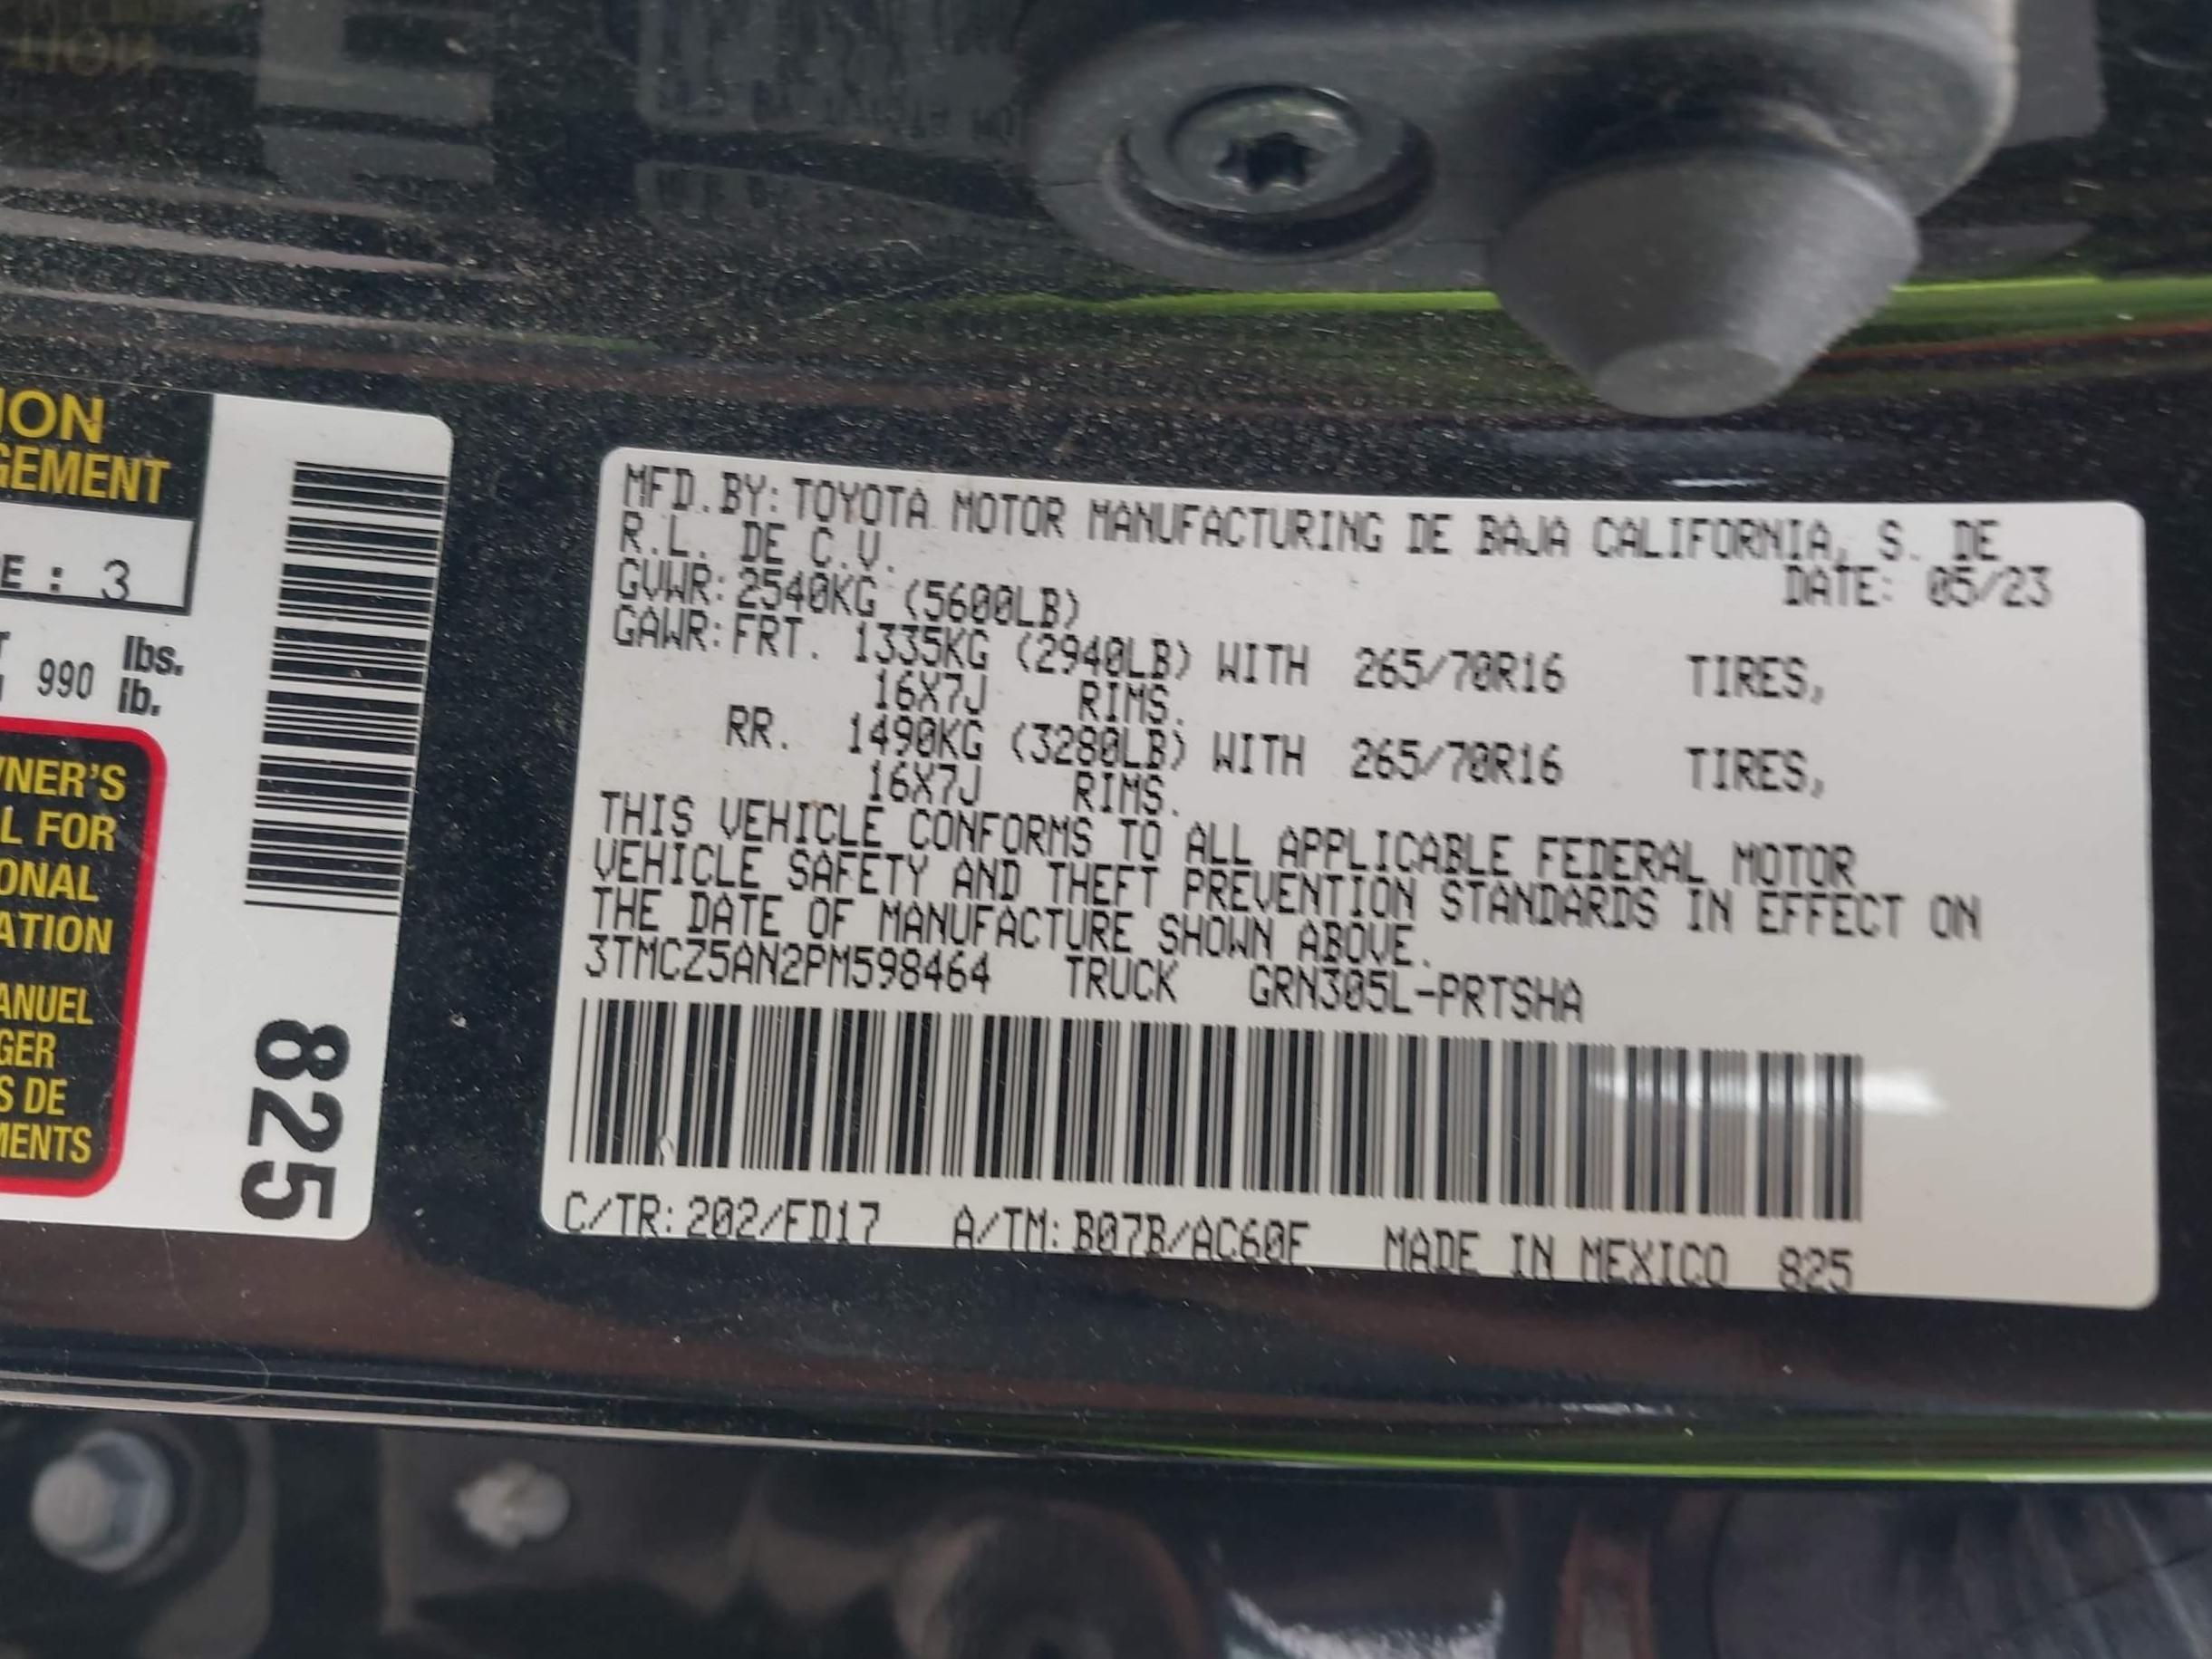 ION
GEMENT
E : 3
990 lbs.
lb.
WNER'S
L FOR
ONAL
ATION
ANUEL
GER
S DE
MENTS
825
MFD.BY:TOYOTA MOTOR MANUFACTURING DE BAJA CALIFORNIA, S. DE
R.L. DE C.V.
DATE: 05/23
GVWR:2540KG (5600LB)
GAWR:FRT. 1335KG (2940LB) WITH 265/70R16 TIRES,
16X7J RIMS.
RR. 1490KG (3280LB) WITH 265/70R16 TIRES,
16X7J RIMS.
THIS VEHICLE CONFORMS TO ALL APPLICABLE FEDERAL MOTOR
VEHICLE SAFETY AND THEFT PREVENTION STANDARDS IN EFFECT ON
THE DATE OF MANUFACTURE SHOWN ABOVE.
3TMCZ5AN2PM598464 TRUCK GRN305L-PRTSHA
C/TR:202/FD17 A/TM:B07B/AC60F MADE IN MEXICO 825